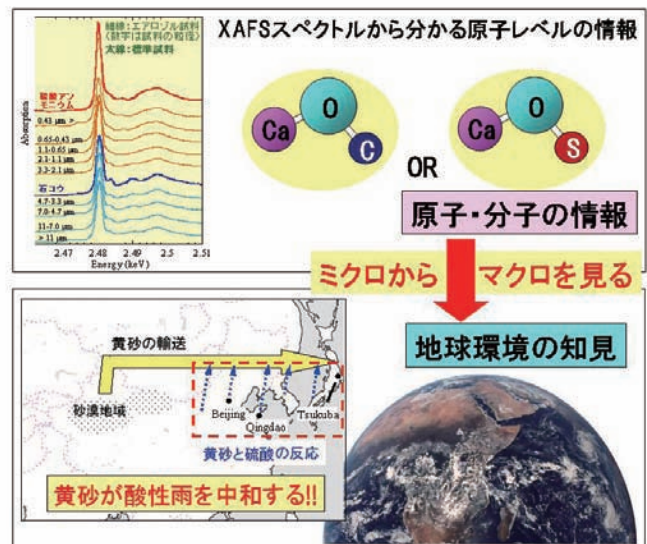 XAFSスペクトルから分かる原子レベルの情報
細線：エアロゾル試料
（数字は試料の粒径）
太線：標準試料
Absorption
硫酸アン
モニウム
0.43 μm >
0.65-0.43 μm
1.1-0.65 μm
2.1-1.1 μm
3.3-2.1 μm
石コウ
4.7-3.3 μm
7.0-4.7 μm
11-7.0 μm
> 11 μm
2.47 2.48 2.49 2.5 2.51
Energy (keV)
Ca O C
OR
Ca O S
原子・分子の情報
ミクロから マクロを見る
地球環境の知見
黄砂の輸送
砂漠地域
Beijing
Qingdao
Tsukuba
黄砂と硫酸の反応
黄砂が酸性雨を中和する!!